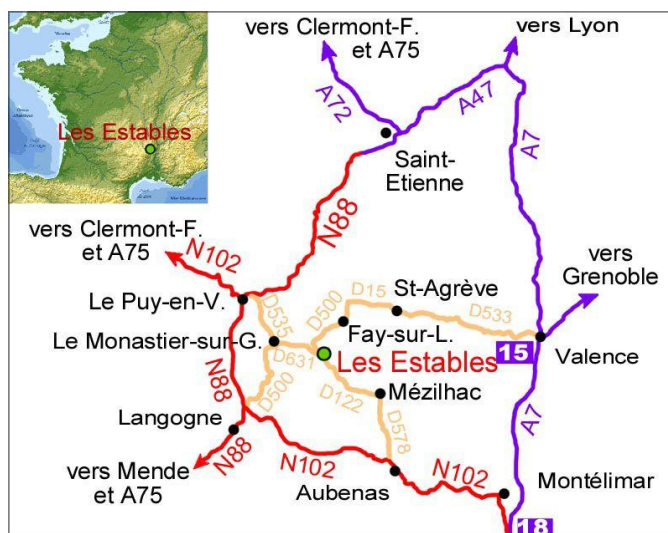 vers Clermont-F.
et A75
vers Lyon
A72
A47
A7
Les Estables
Saint-
Etienne
N88
vers Clermont-F.
et A75
N102
vers
Grenoble
Le Puy-en-V.
D535
D500
D15
St-Agrève
D533
Le Monastier-sur-G.
Fay-sur-L.
D631
Les Estables
15
Valence
N88
D500
D122
Mézilhac
A7
Langogne
D578
N88
vers Mende
et A75
N102
Aubenas
N102
Montélimar
18